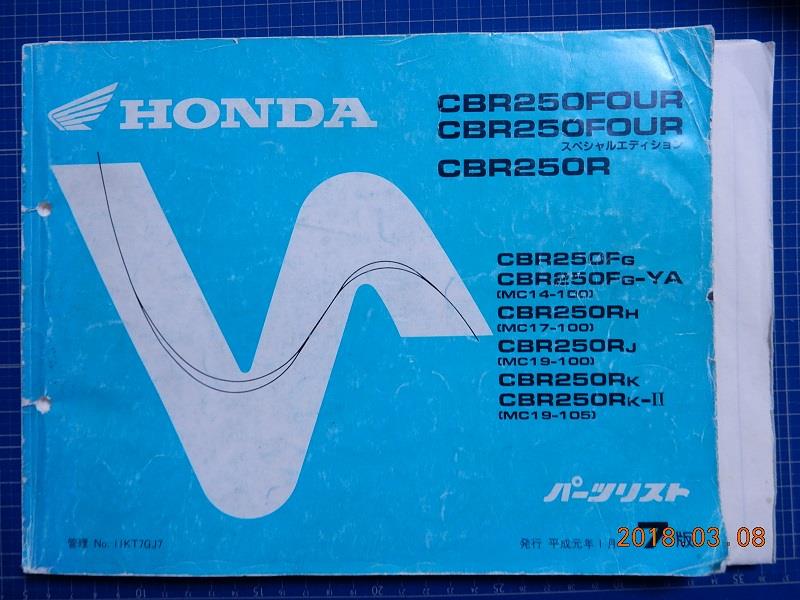 HONDA
CBR250FOUR
CBR250FOUR
スペシャルエディション
CBR250R
CBR250FG
CBR250FG-YA
(MC14-100)
CBR250RH
(MC17-100)
CBR250RJ
(MC19-100)
CBR250RK
CBR250RK-II
(MC19-105)
パーツリスト
管理 No. 11KT7GJ7
発行 平成元年1月 7版
2018.03.08